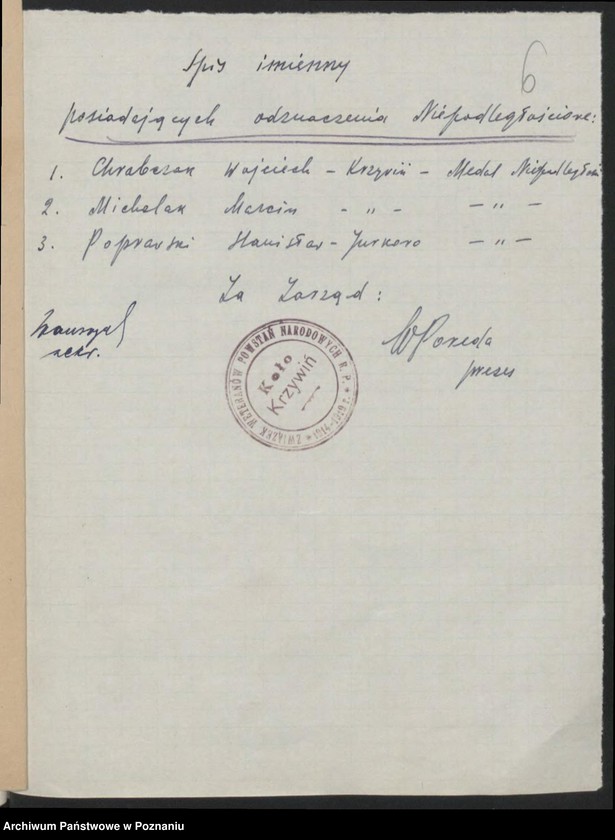 6
Spis imienny
posiadających odznaczenia Niepodległościowe:
1. Chrabczak Wojciech - Krzywiń - Medal Niepodległości
2. Michalak Marcin - " - - " -
3. Poprawski Stanisław - Jurkowo - " -
Za Zarząd:
sekr.
prezes
ZWIĄZEK WETERANÓW POWSTAŃ NARODOWYCH R. P. * 1914-1919 r. *
Koło
Krzywiń
Archiwum Państwowe w Poznaniu